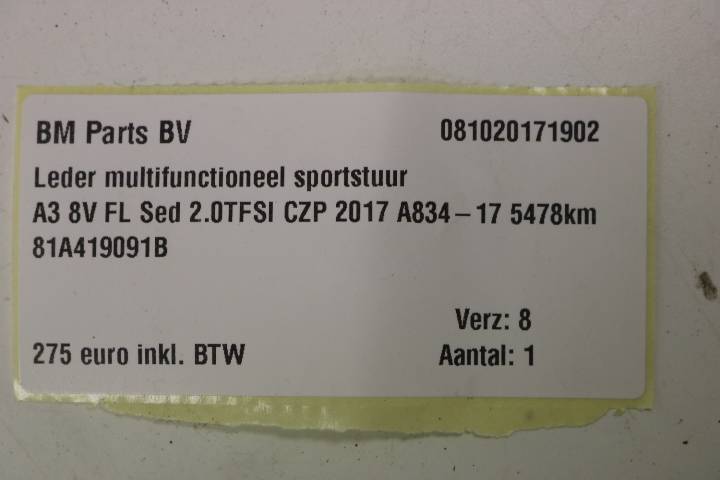 BM Parts BV 081020171902
Leder multifunctioneel sportstuur
A3 8V FL Sed 2.0TFSI CZP 2017 A834-17 5478km
81A419091B
Verz: 8
275 euro inkl. BTW Aantal: 1